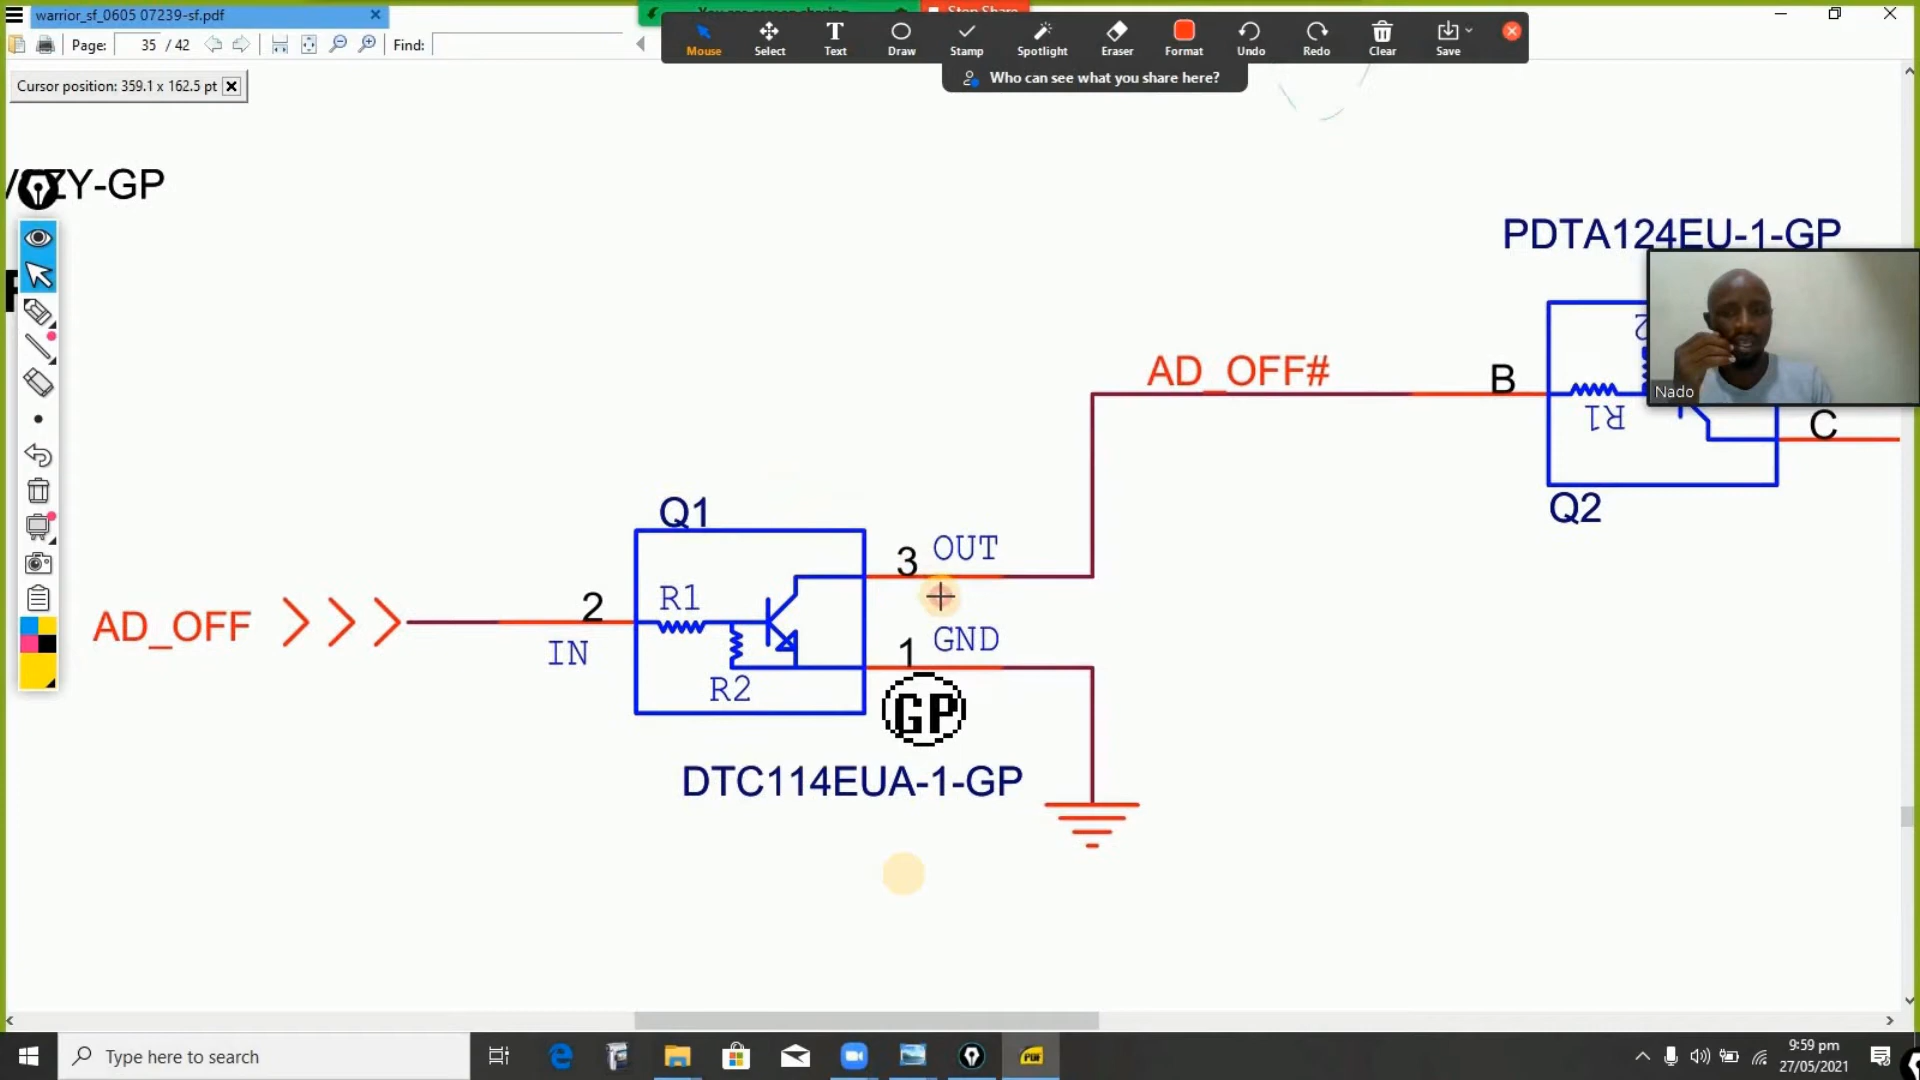 warrior_sf_0605 07239-sf.pdf
Page: 35 / 42
Find:
Mouse
Select
Text
Draw
Stamp
Spotlight
Eraser
Format
Undo
Redo
Clear
Save
Who can see what you share here?
Cursor position: 359.1 x 162.5 pt
Y-GP
PDTA124EU-1-GP
AD_OFF#
B
R1
C
Nado
Q2
Q1
3 OUT
AD_OFF
2
IN
R1
R2
1 GND
GP
DTC114EUA-1-GP
Type here to search
PDF
9:59 pm
27/05/2021